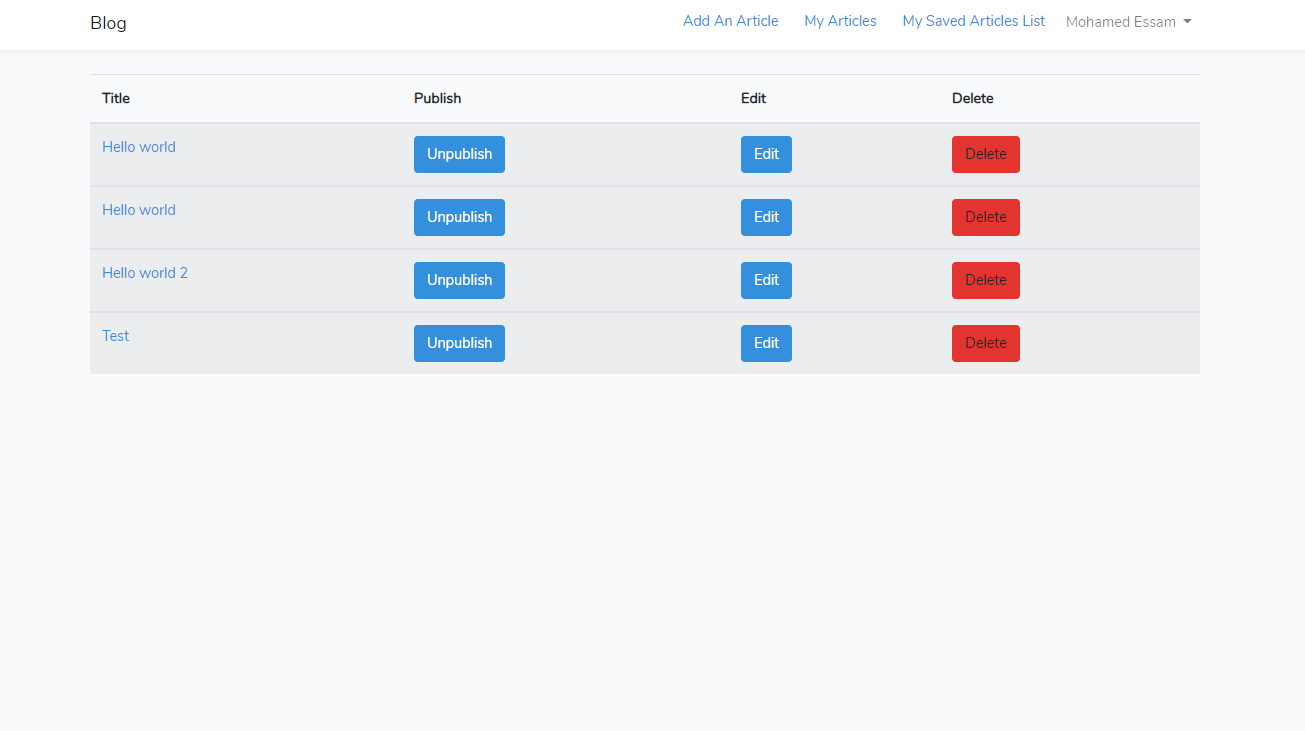 Blog Add An Article My Articles My Saved Articles List Mohamed Essam
Title Publish Edit Delete
Hello world Unpublish Edit Delete
Hello world Unpublish Edit Delete
Hello world 2 Unpublish Edit Delete
Test Unpublish Edit Delete